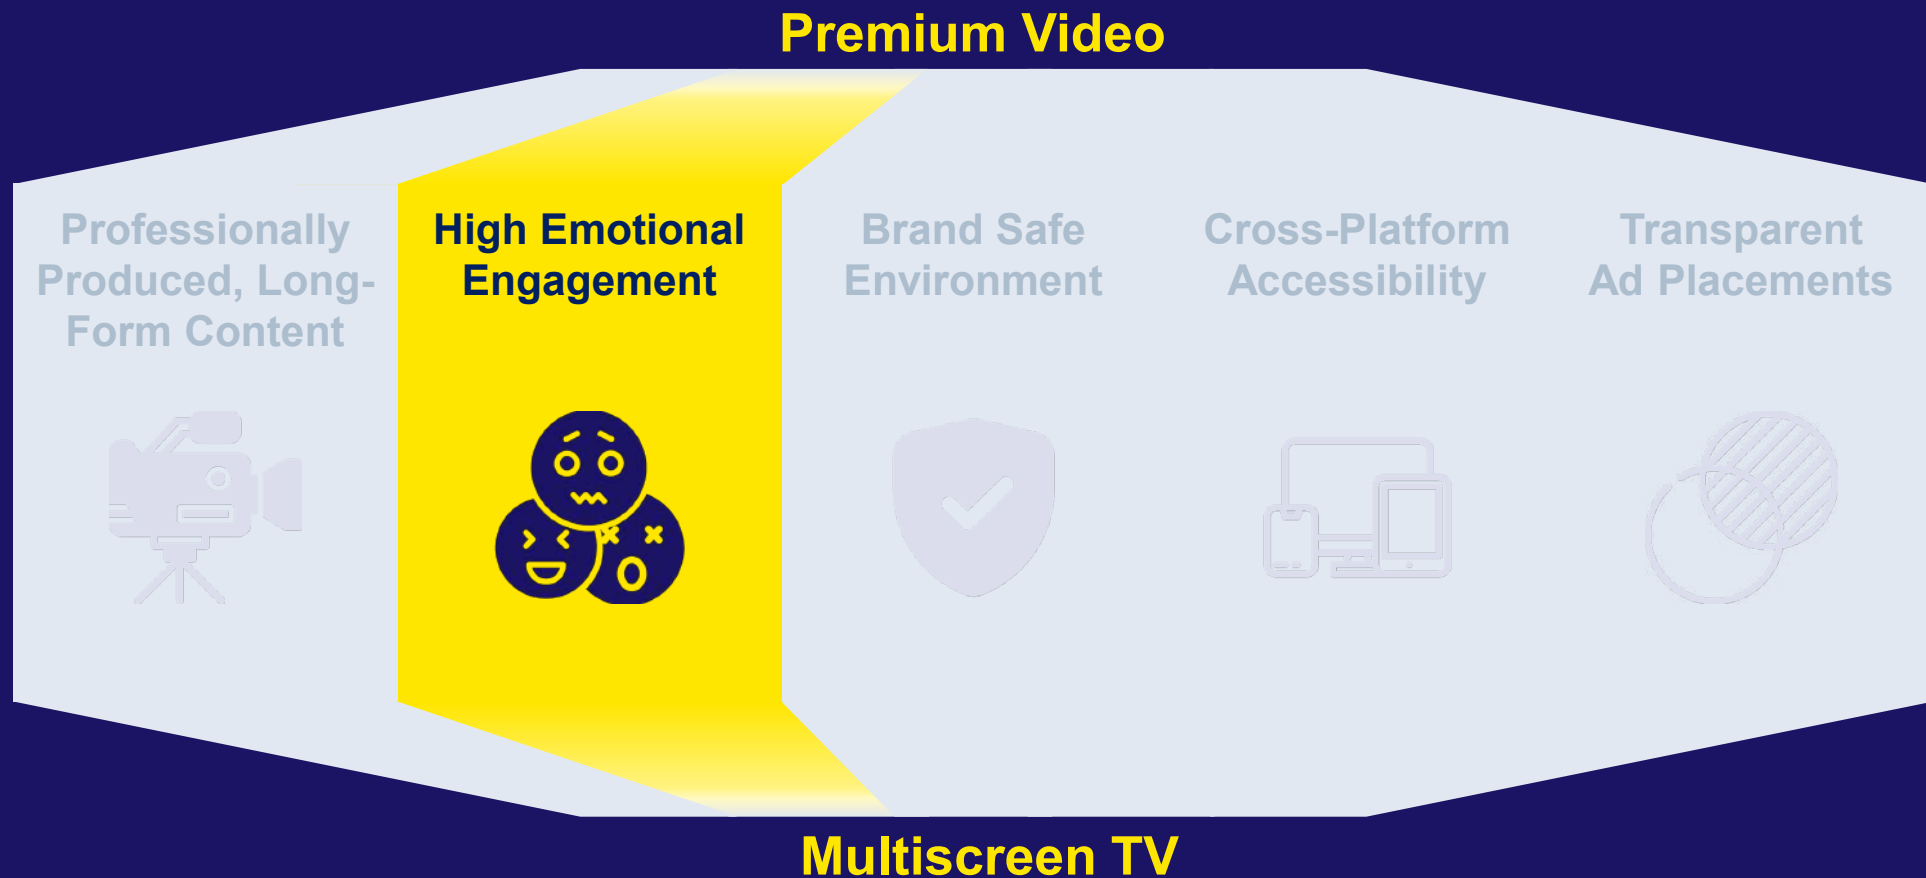 Premium Video
Professionally
Produced, Long-
Form Content
High Emotional
Engagement
Brand Safe
Environment
Cross-Platform
Accessibility
Transparent
Ad Placements
Multiscreen TV